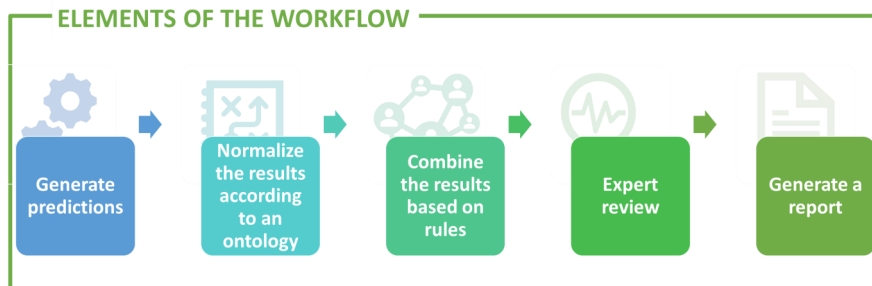 ELEMENTS OF THE WORKFLOW
Generate
predictions
Normalize
the results
according
to an
ontology
Combine
the results
based on
rules
Expert
review
Generate a
report